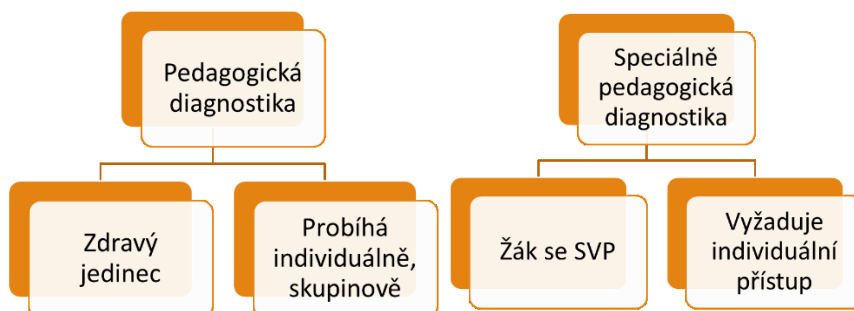 Pedagogická
diagnostika
Speciálně
pedagogická
diagnostika
Zdravý
jedinec
Probíhá
individuálně,
skupinově
Žák se SVP
Vyžaduje
individuální
přístup